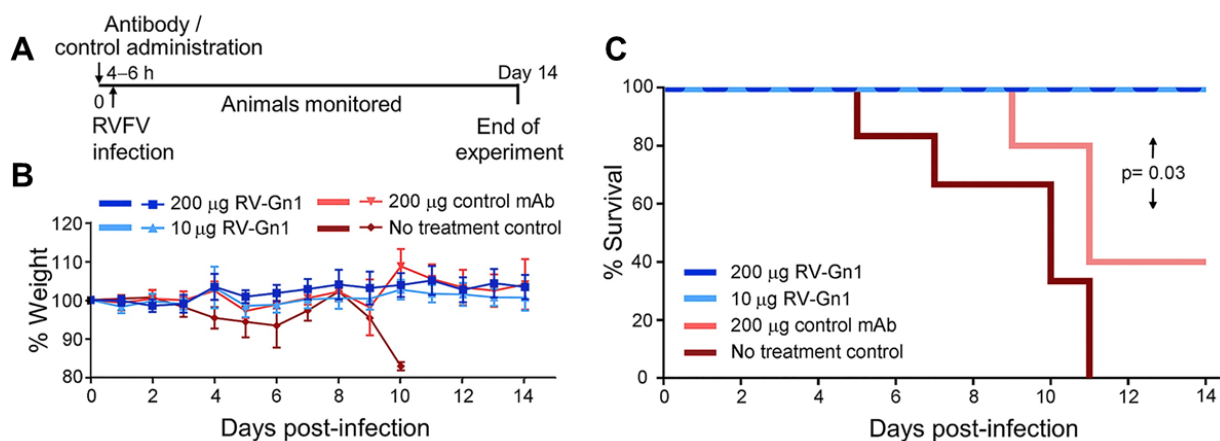 A
Antibody /
control administration
4–6 h
Day 14
0
Animals monitored
RVFV
infection
End of
experiment
B
200 µg RV-Gn1
200 µg control mAb
10 µg RV-Gn1
No treatment control
% Weight
120
110
100
90
80
0 2 4 6 8 10 12 14
Days post-infection
C
% Survival
100
80
60
40
20
0
p= 0.03
200 µg RV-Gn1
10 µg RV-Gn1
200 µg control mAb
No treatment control
0 2 4 6 8 10 12 14
Days post-infection